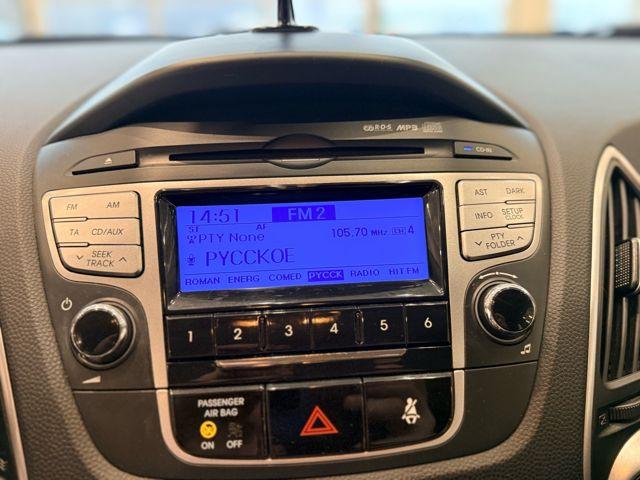 RDS MP3
CD-IN
FM AM
TA CD/AUX
SEEK
TRACK
14:51 FM 2
ST AF
PTY None 105.70 MHz CH 4
РУССКОЕ
ROMAN ENERG COMED РУССК RADIO HIT FM
AST DARK
INFO SETUP
CLOCK
PTY
FOLDER
1 2 3 4 5 6
PASSENGER
AIR BAG
ON OFF